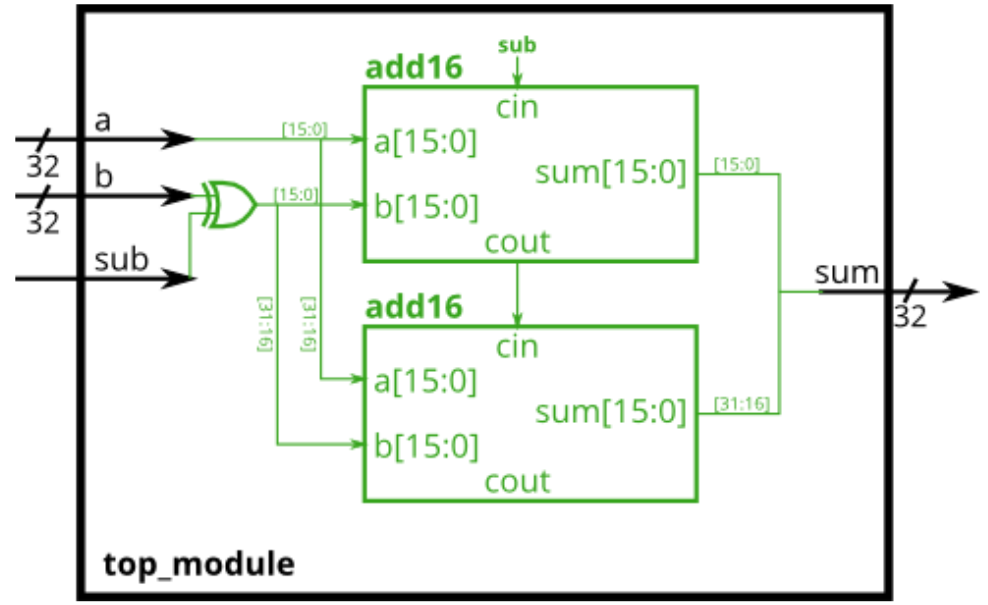 sub
add16
cin
a
[15:0]
a[15:0]
32
sum[15:0]
[15:0]
b
[15:0]
b[15:0]
32
cout
sub
sum
32
add16
[31:16]
[31:16]
cin
a[15:0]
sum[15:0]
[31:16]
b[15:0]
cout
top_module